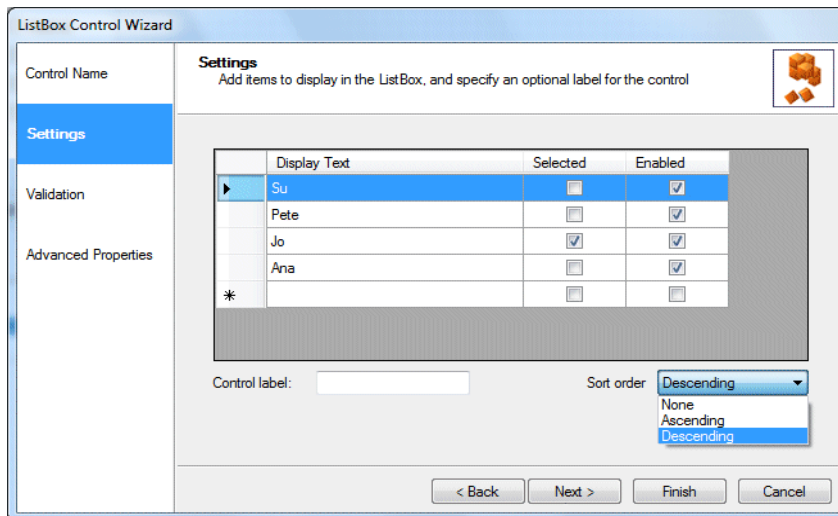 ListBox Control Wizard
Control Name
Settings
Validation
Advanced Properties
Settings
Add items to display in the ListBox, and specify an optional label for the control
Display Text Selected Enabled
Su
Pete
Jo
Ana
*
Control label: Sort order Descending
None
Ascending
Descending
< Back Next > Finish Cancel